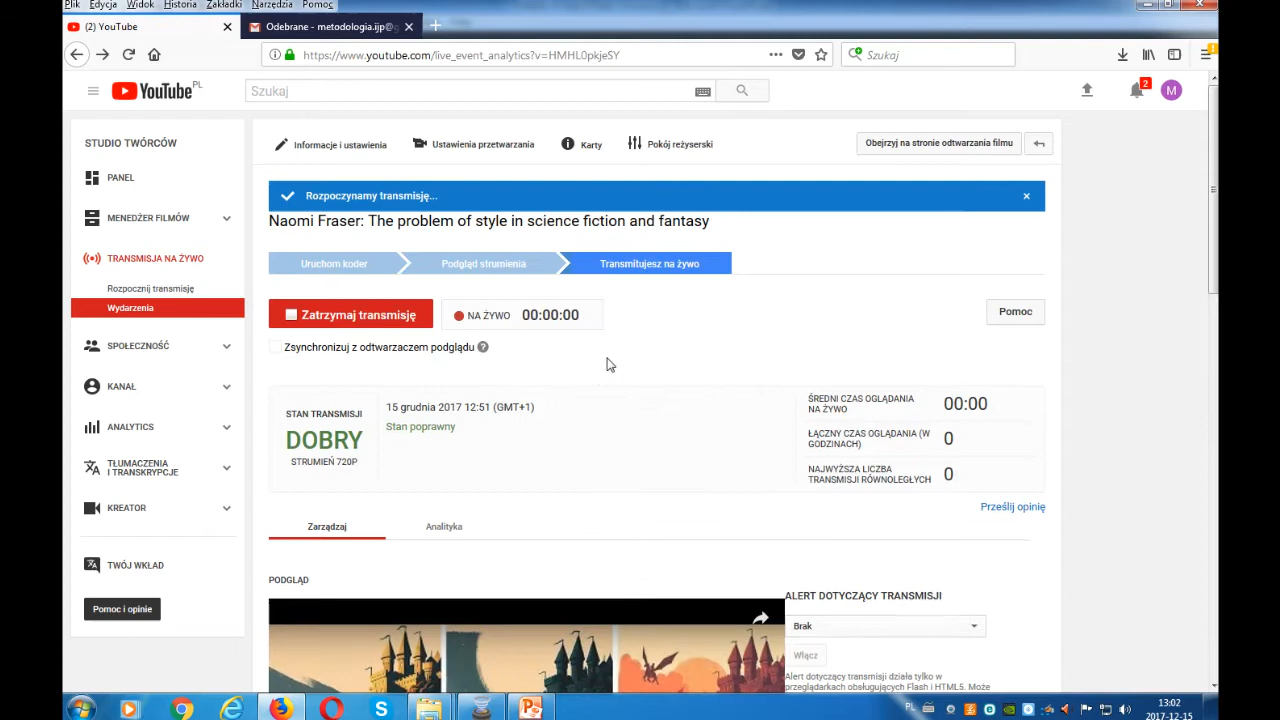 Plik Edycja Widok Historia Zakładki Narzędzia Pomoc
(2) YouTube
Odebrane - metodologia.ijp@g
https://www.youtube.com/live_event_analytics?v=HMHL0pkjeSY
Szukaj
YouTube PL
Szukaj
2
M
STUDIO TWÓRCÓW
PANEL
MENEDŻER FILMÓW
TRANSMISJA NA ŻYWO
Rozpocznij transmisję
Wydarzenia
SPOŁECZNOŚĆ
KANAŁ
ANALYTICS
TŁUMACZENIA
I TRANSKRYPCJE
KREATOR
TWÓJ WKŁAD
Pomoc i opinie
Informacje i ustawienia
Ustawienia przetwarzania
Karty
Pokój reżyserski
Obejrzyj na stronie odtwarzania filmu
Rozpoczynamy transmisję...
Naomi Fraser: The problem of style in science fiction and fantasy
Uruchom koder
Podgląd strumienia
Transmitujesz na żywo
Zatrzymaj transmisję
NA ŻYWO 00:00:00
Pomoc
Zsynchronizuj z odtwarzaczem podglądu ?
STAN TRANSMISJI
DOBRY
STRUMIEŃ 720P
15 grudnia 2017 12:51 (GMT+1)
Stan poprawny
ŚREDNI CZAS OGLĄDANIA
NA ŻYWO
00:00
ŁĄCZNY CZAS OGLĄDANIA (W
GODZINACH)
0
NAJWYŻSZA LICZBA
TRANSMISJI RÓWNOLEGŁYCH
0
Prześlij opinię
Zarządzaj
Analityka
PODGLĄD
ALERT DOTYCZĄCY TRANSMISJI
Brak
Włącz
Alert dotyczący transmisji działa tylko w
przeglądarkach obsługujących Flash i HTML5. Może
PL
13:02
2017-12-15